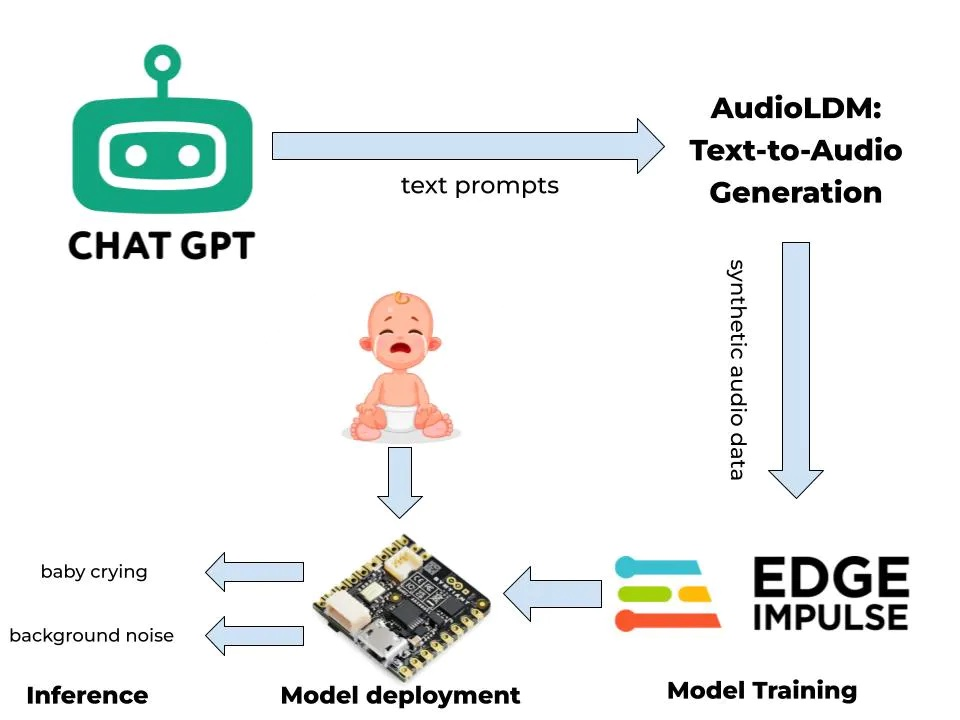 CHAT GPT
text prompts
AudioLDM:
Text-to-Audio
Generation
synthetic audio data
baby crying
background noise
EDGE
IMPULSE
Inference
Model deployment
Model Training